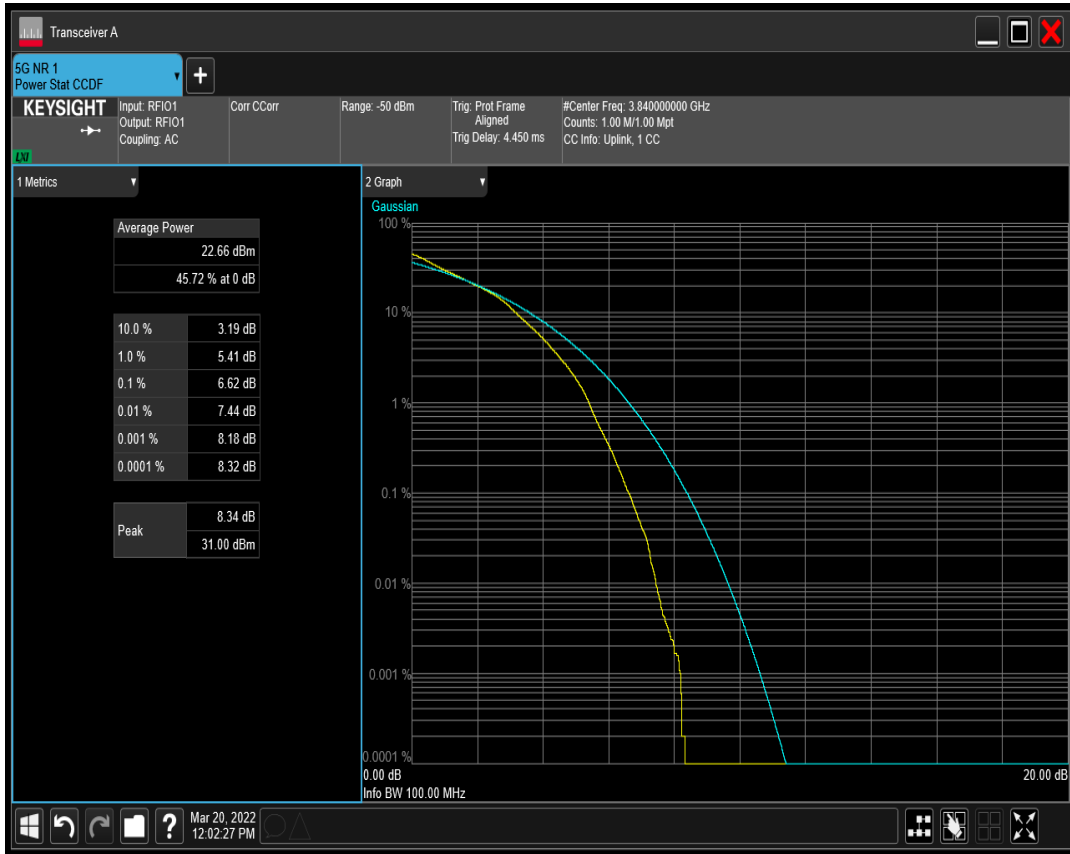 Transceiver A
5G NR 1
Power Stat CCDF
+
KEYSIGHT
LXI
Input: RFIO1
Output: RFIO1
Coupling: AC
Corr CCorr
Range: -50 dBm
Trig: Prot Frame
Aligned
Trig Delay: 4.450 ms
#Center Freq: 3.840000000 GHz
Counts: 1.00 M/1.00 Mpt
CC Info: Uplink, 1 CC
1 Metrics
Average Power
22.66 dBm
45.72 % at 0 dB
10.0 % 3.19 dB
1.0 % 5.41 dB
0.1 % 6.62 dB
0.01 % 7.44 dB
0.001 % 8.18 dB
0.0001 % 8.32 dB
Peak
8.34 dB
31.00 dBm
2 Graph
Gaussian
100 %
10 %
1 %
0.1 %
0.01 %
0.001 %
0.0001 %
0.00 dB 20.00 dB
Info BW 100.00 MHz
?
Mar 20, 2022
12:02:27 PM